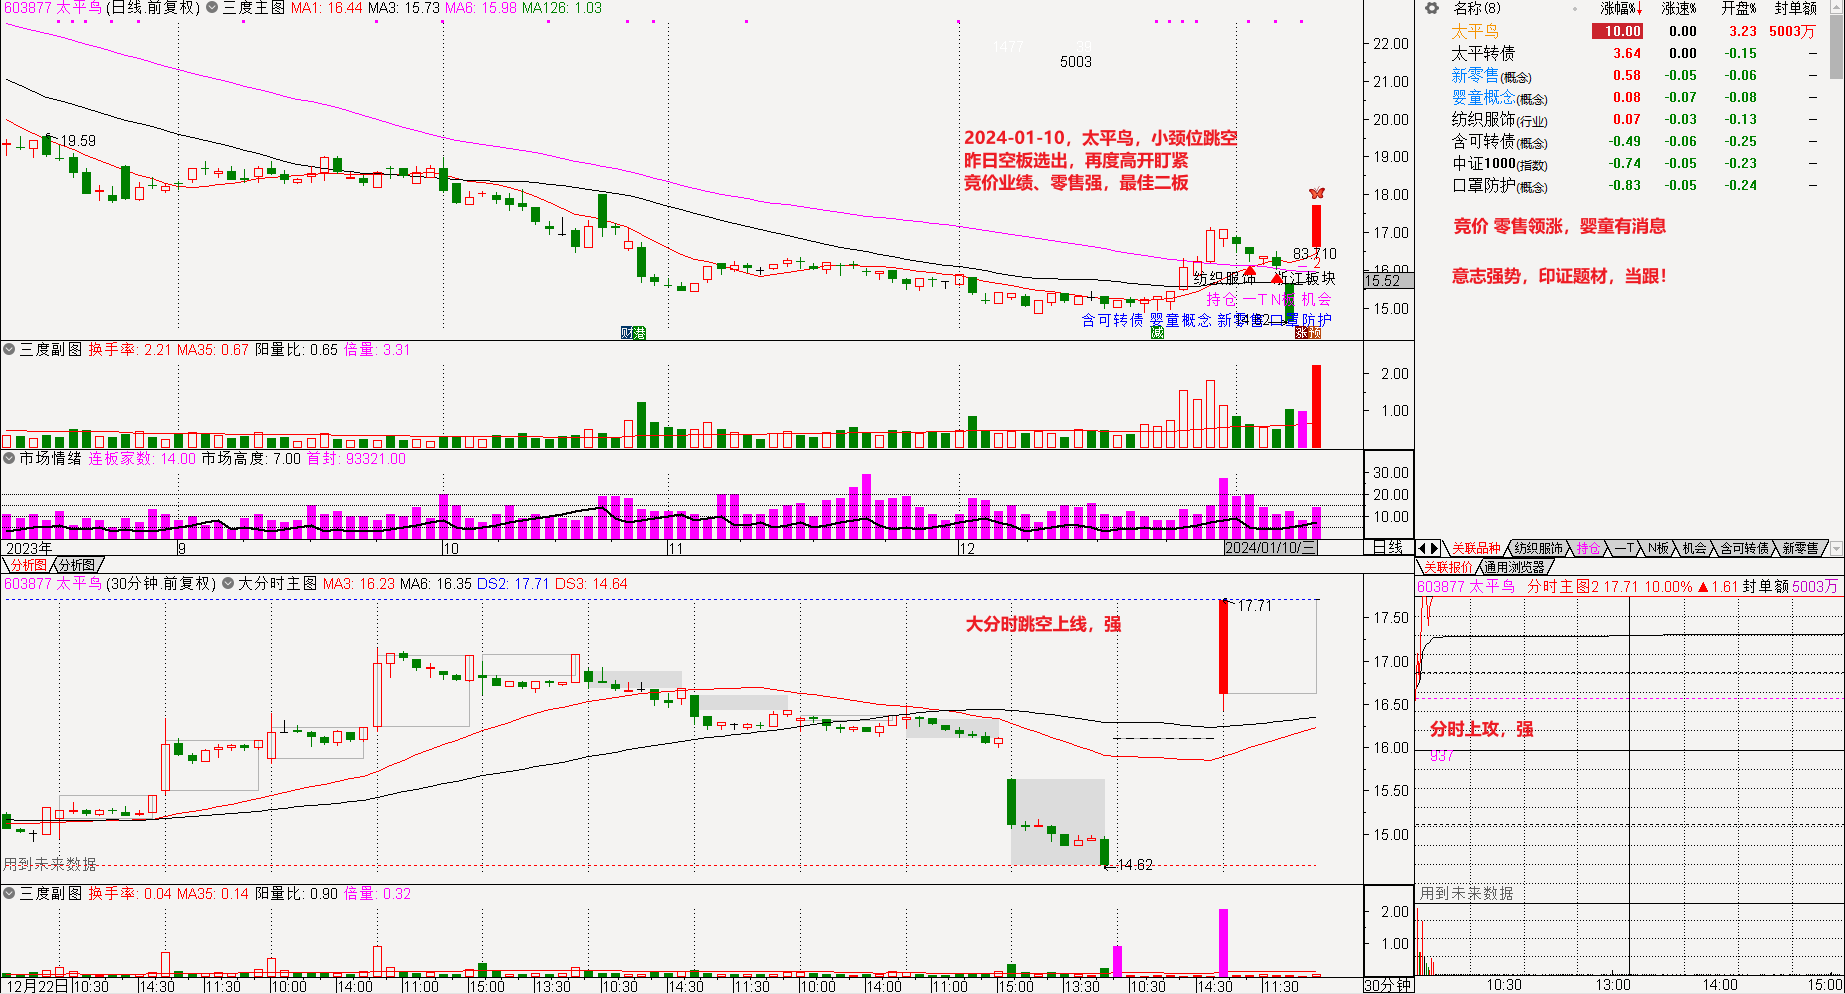 603877 太平鸟 (日线.前复权) 三度主图 MA1: 16.44 MA3: 15.73 MA6: 15.98 MA126: 1.03
22.00
21.00
20.00
19.00
18.00
17.00
16.00
15.52
15.00
1477 39
5003
19.59
2024-01-10，太平鸟，小颈位跳空
昨日空板选出，再度高开盯紧
竞价业绩、零售强，最佳二板
83.710
2
纺织服饰 浙江板块
持仓 一T N板 机会
含可转债 婴童概念 新零售 口罩防护
财港
减
涨预
三度副图 换手率: 2.21 MA35: 0.67 阳量比: 0.65 倍量: 3.31
2.00
1.00
市场情绪 连板家数: 14.00 市场高度: 7.00 首封: 93321.00
30.00
20.00
10.00
2023年 9 10 11 12 2024/01/10/三 日线
分析图 分析图
603877 太平鸟 (30分钟.前复权) 大分时主图 MA3: 16.23 MA6: 16.35 DS2: 17.71 DS3: 14.64
17.50
17.00
16.50
16.00
15.50
15.00
17.71
大分时跳空上线，强
14.62
用到未来数据
三度副图 换手率: 0.04 MA35: 0.14 阳量比: 0.90 倍量: 0.32
2.00
1.00
12月22日 10:30 14:30 11:30 10:00 14:00 11:00 15:00 13:30 10:30 14:30 11:30 10:00 14:00 11:00 15:00 13:30 10:30 14:30 11:30 30分钟
名称(8) 涨幅%↓ 涨速% 开盘% 封单额
太平鸟 10.00 0.00 3.23 5003万
太平转债 3.64 0.00 -0.15 —
新零售(概念) 0.58 -0.05 -0.06 —
婴童概念(概念) 0.08 -0.07 -0.08 —
纺织服饰(行业) 0.07 -0.03 -0.13 —
含可转债(概念) -0.49 -0.06 -0.25 —
中证1000(指数) -0.74 -0.05 -0.23 —
口罩防护(概念) -0.83 -0.05 -0.24 —
竞价 零售领涨，婴童有消息
意志强势，印证题材，当跟！
关联品种 纺织服饰 持仓 一T N板 机会 含可转债 新零售
关联报价 通用浏览器
603877 太平鸟 分时主图2 17.71 10.00% ▲1.61 封单额 5003万
分时上攻，强
937
用到未来数据
10:30 13:00 14:00 15:00